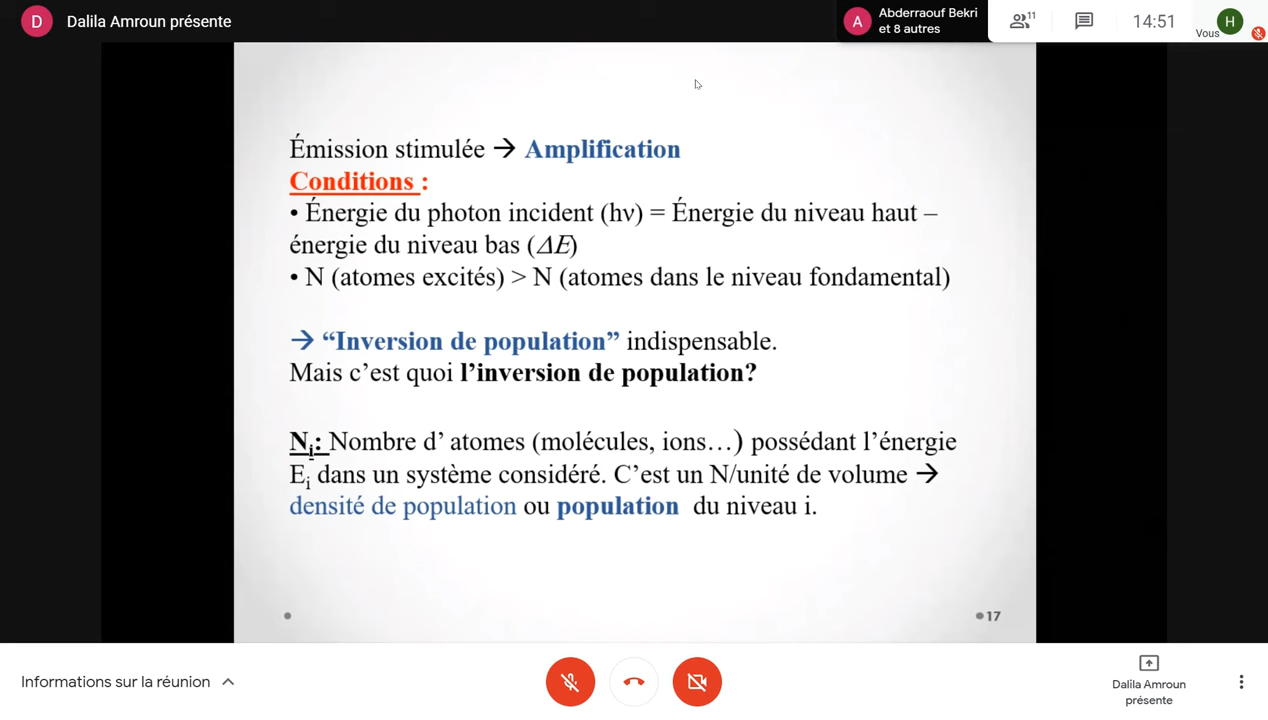 D Dalila Amroun présente
A Abderraouf Bekri
et 8 autres
11
14:51
Vous
H
Émission stimulée → Amplification
Conditions :
• Énergie du photon incident (hν) = Énergie du niveau haut –
énergie du niveau bas (ΔE)
• N (atomes excités) > N (atomes dans le niveau fondamental)
→ “Inversion de population” indispensable.
Mais c’est quoi l’inversion de population?
Ni: Nombre d’ atomes (molécules, ions…) possédant l’énergie
Ei dans un système considéré. C’est un N/unité de volume →
densité de population ou population du niveau i.
17
Informations sur la réunion
Dalila Amroun
présente